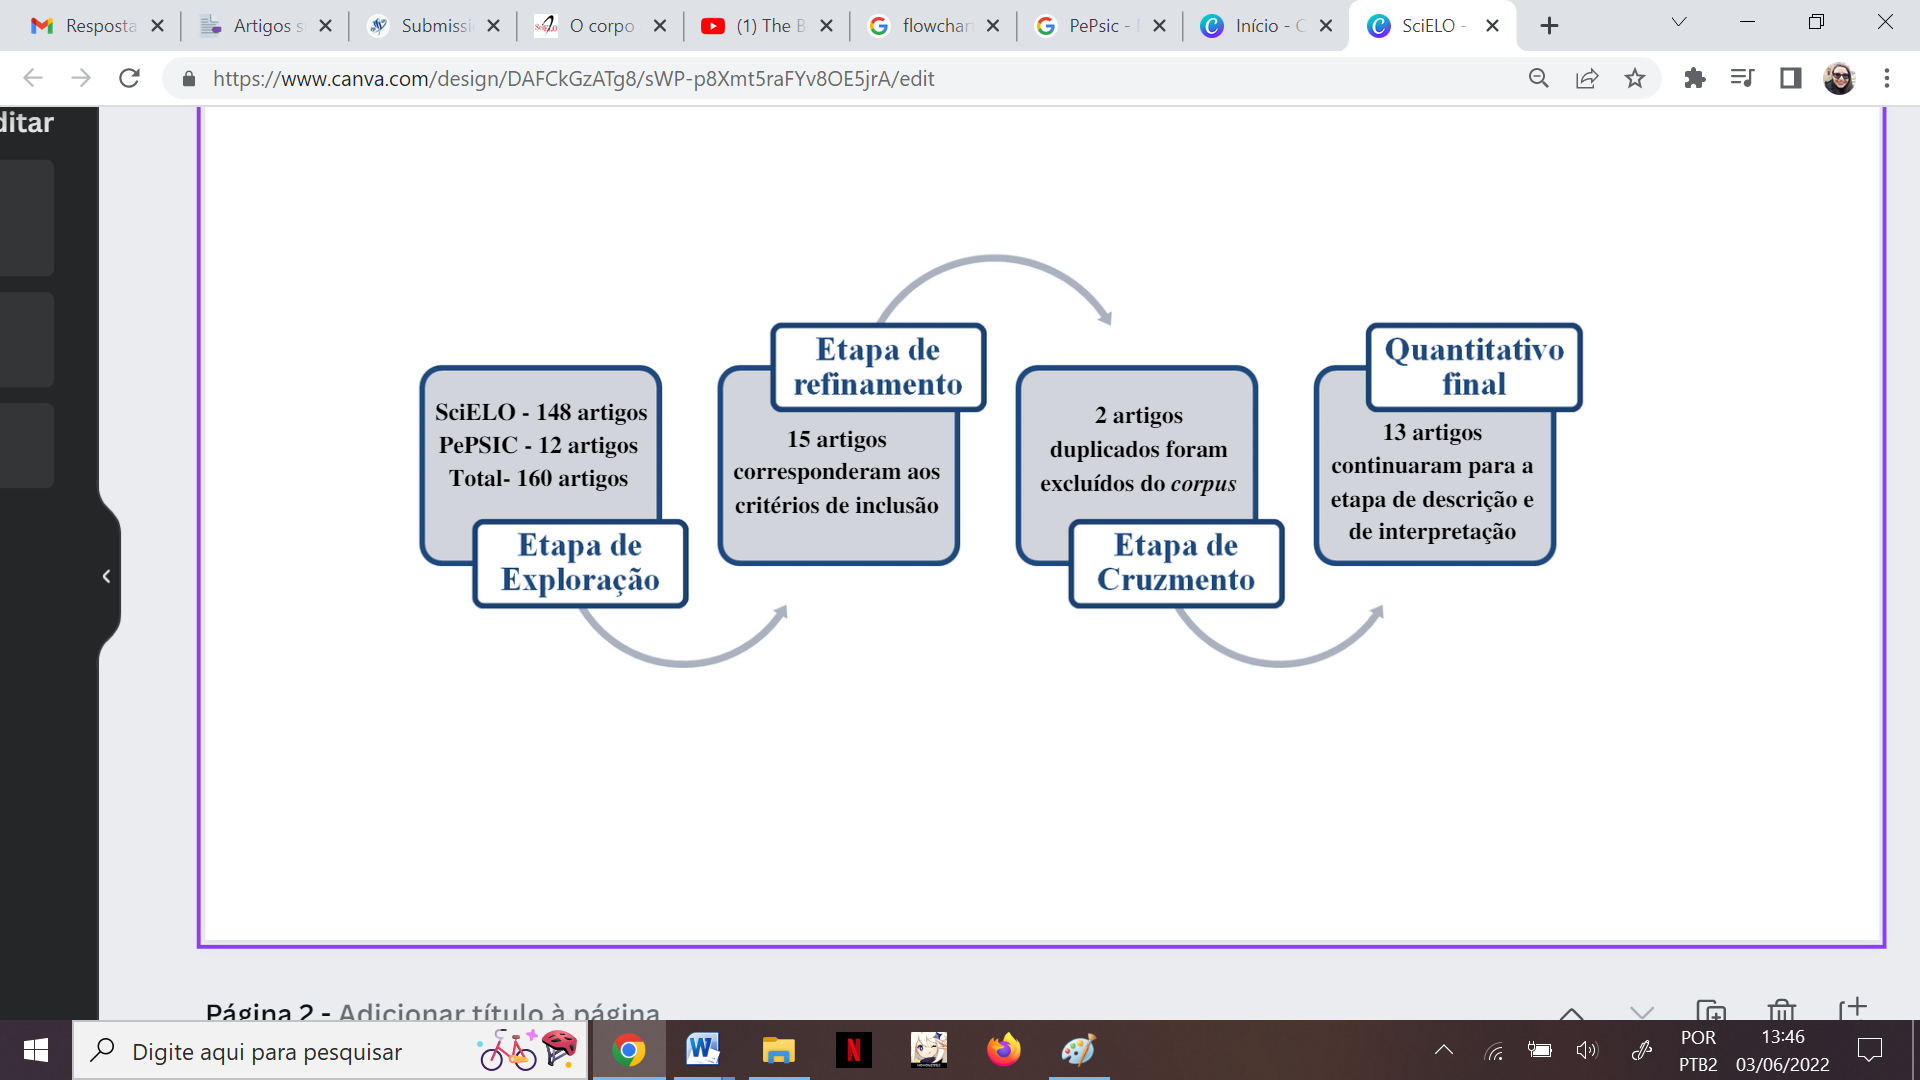 Resposta
Artigos s
Submissi
O corpo
(1) The B
flowchar
PePsic -
Início - C
SciELO -
https://www.canva.com/design/DAFCkGzATg8/sWP-p8Xmt5raFYv8OE5jrA/edit
ditar
SciELO - 148 artigos
PePSIC - 12 artigos
Total- 160 artigos
Etapa de
Exploração
Etapa de
refinamento
15 artigos
corresponderam aos
critérios de inclusão
2 artigos
duplicados foram
excluídos do corpus
Etapa de
Cruzmento
Quantitativo
final
13 artigos
continuaram para a
etapa de descrição e
de interpretação
Página 2 - Adicionar título à página
Digite aqui para pesquisar
POR
PTB2
13:46
03/06/2022